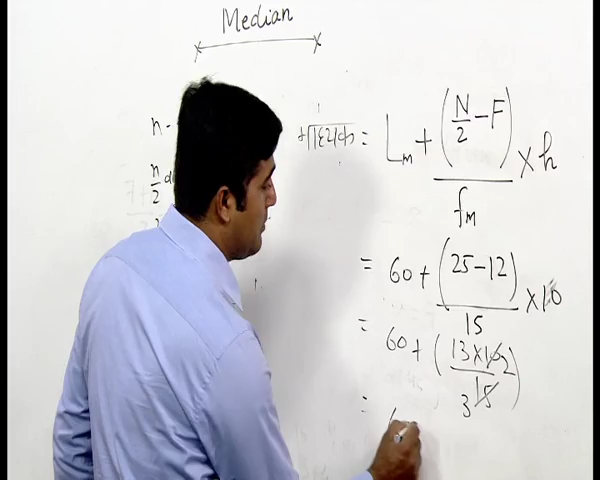 Median
n -
माध्यिका = Lm + (N/2 - F)/fm × h
n/2
= 60 + (25 - 12)/15 × 10
= 60 + (13 × 10 2/3 15)
=